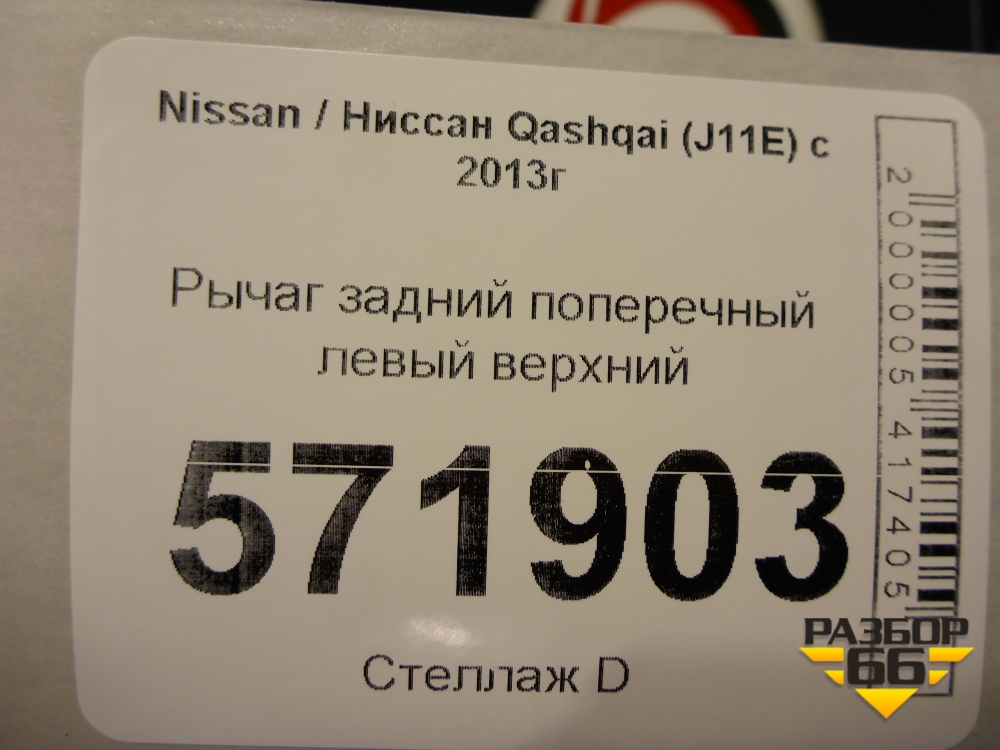 Nissan / Ниссан Qashqai (J11E) с
2013г
Рычаг задний поперечный
левый верхний
571903
Стеллаж D
2000005417405
РАЗБОР
66